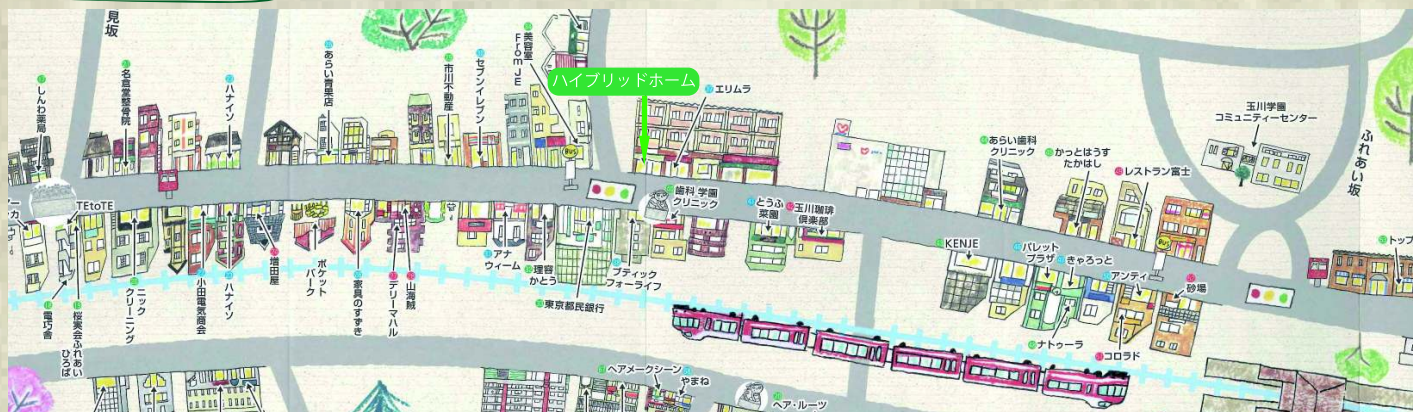 見坂
しんわ薬局
名倉堂整骨院
ハナイン
あらい青果店
市川不動産
セブンイレブン
美容室
From JE
BUS
ハイブリッドホーム
エリムラ
玉川学園
コミュニティーセンター
ふれあい坂
あらい歯科
クリニック
かっとはうす
たかはし
レストラン富士
TEtoTE
歯科 学園
クリニック
とうふ
菜園
玉川珈琲
倶楽部
KENJE
パレット
プラザ
きゃろっと
アンティ
BUS
砂場
トップ
電巧舎
桜実会ふれあい
ひろば
ニック
クリーニング
小田電気商会
ハナイン
増田屋
ポケット
パーク
家具のすずき
デリーマハル
山海賊
アナ
ウィーム
理容
かとう
東京都民銀行
ブティック
フォーライフ
ナトゥーラ
コロラド
ヘアメークシーン
やまね
ヘア・ルーツ